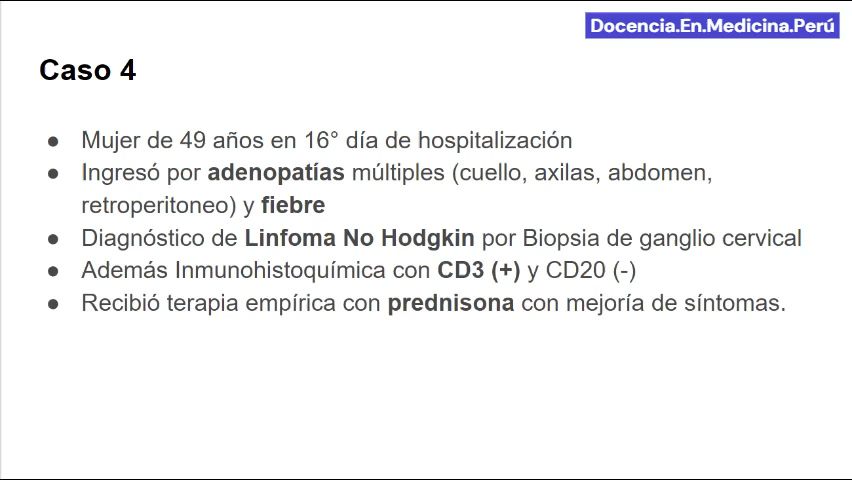 Docencia.En.Medicina.Perú
Caso 4
● Mujer de 49 años en 16° día de hospitalización
● Ingresó por adenopatías múltiples (cuello, axilas, abdomen,
retroperitoneo) y fiebre
● Diagnóstico de Linfoma No Hodgkin por Biopsia de ganglio cervical
● Además Inmunohistoquímica con CD3 (+) y CD20 (-)
● Recibió terapia empírica con prednisona con mejoría de síntomas.